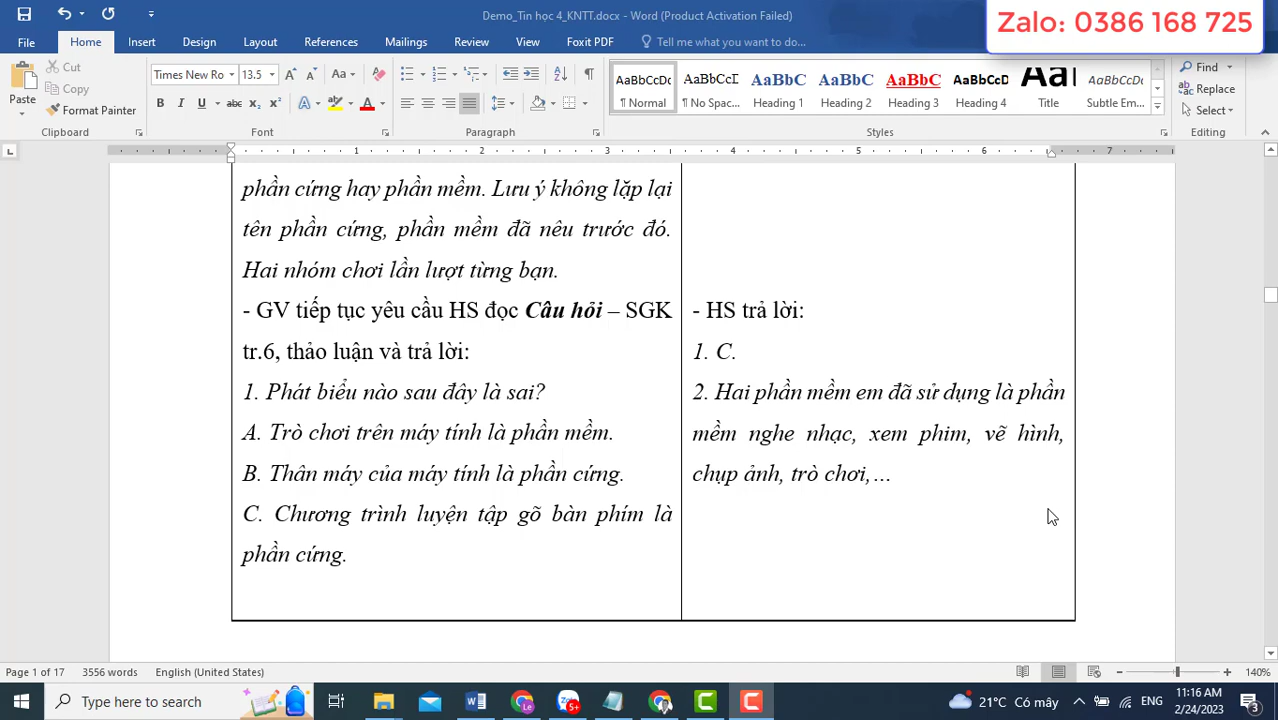 Demo_Tin học 4_KNTT.docx - Word (Product Activation Failed)
Zalo: 0386 168 725
File Home Insert Design Layout References Mailings Review View Foxit PDF Tell me what you want to do...
Cut
Copy
Format Painter
Paste
Clipboard
Times New Ro 13.5
Font
Paragraph
AaBbCcDc AaBbCcD AaBbC AaBbC AaBbC AaBbCc AaBb AaBbCcDc
¶ Normal ¶ No Spac... Heading 1 Heading 2 Heading 3 Heading 4 Title Subtle Em...
Styles
Find
Replace
Select
Editing
1 2 3 4 5 6 7
phần cứng hay phần mềm. Lưu ý không lặp lại
tên phần cứng, phần mềm đã nêu trước đó.
Hai nhóm chơi lần lượt từng bạn.
- GV tiếp tục yêu cầu HS đọc Câu hỏi – SGK
tr.6, thảo luận và trả lời:
1. Phát biểu nào sau đây là sai?
A. Trò chơi trên máy tính là phần mềm.
B. Thân máy của máy tính là phần cứng.
C. Chương trình luyện tập gõ bàn phím là
phần cứng.
- HS trả lời:
1. C.
2. Hai phần mềm em đã sử dụng là phần
mềm nghe nhạc, xem phim, vẽ hình,
chụp ảnh, trò chơi,…
Page 1 of 17 3556 words English (United States) 140%
Type here to search
21°C Có mây
ENG
11:16 AM
2/24/2023